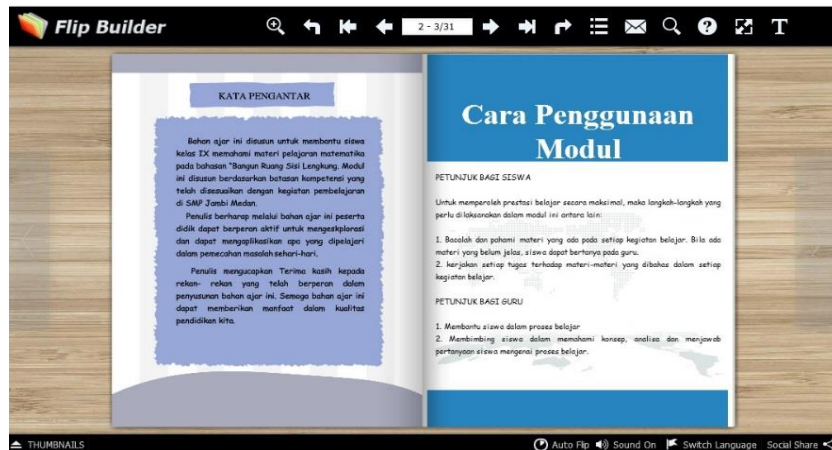 Flip Builder
2 - 3/31
T
KATA PENGANTAR
Bahan ajar ini disusun untuk membantu siswa
kelas IX memahami materi pelajaran matematika
pada bahasan "Bangun Ruang Sisi Lengkung. Modul
ini disusun berdasarkan batasan kompetensi yang
telah disesuaikan dengan kegiatan pembelajaran
di SMP Jambi Medan.
Penulis berharap melalui bahan ajar ini peserta
didik dapat berperan aktif untuk mengeskplorasi
dan dapat mengaplikasikan apa yang dipelajari
dalam pemecahan masalah sehari-hari.
Penulis mengucapkan Terima kasih kepada
rekan- rekan yang telah berperan dalam
penyusunan bahan ajar ini. Semoga bahan ajar ini
dapat memberikan manfaat dalam kualitas
pendidikan kita.
Cara Penggunaan
Modul
PETUNJUK BAGI SISWA
Untuk memperoleh prestasi belajar secara maksimal, maka langkah-langkah yang
perlu dilaksanakan dalam modul ini antara lain:
1. Bacalah dan pahami materi yang ada pada setiap kegiatan belajar. Bila ada
materi yang belum jelas, siswa dapat bertanya pada guru.
2. kerjakan setiap tugas terhadap materi-materi yang dibahas dalam setiap
kegiatan belajar.
PETUNJUK BAGI GURU
1. Membantu siswa dalam proses belajar
2. Membimbing siswa dalam memahami konsep, analisa dan menjawab
pertanyaan siswa mengenai proses belajar.
THUMBNAILS
Auto Flip Sound On Switch Language Social Share